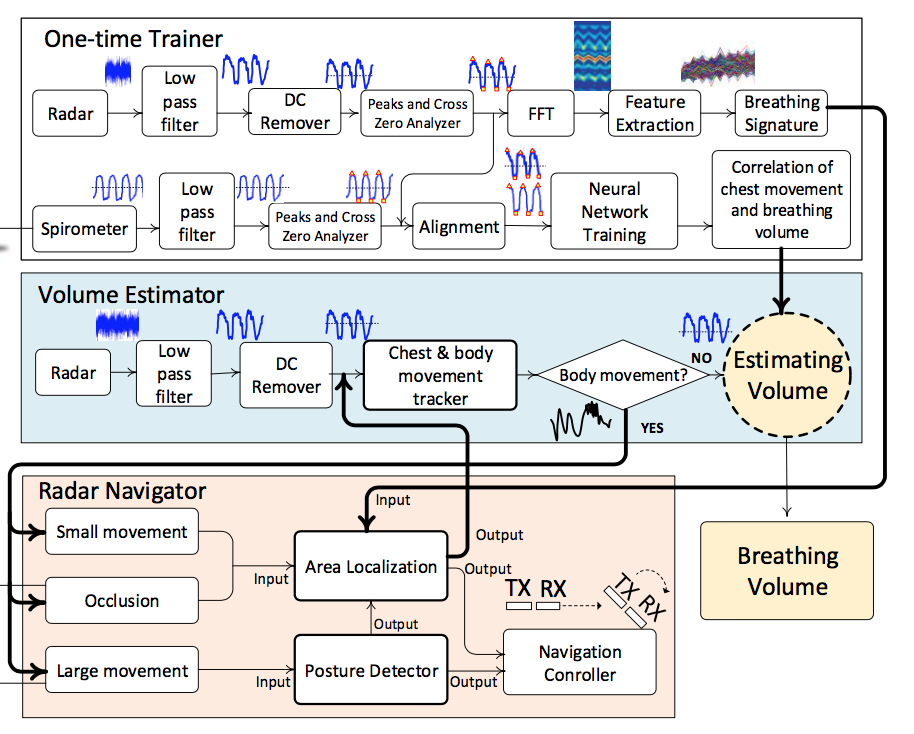 One-time Trainer
Radar
Low
pass
filter
DC
Remover
Peaks and Cross
Zero Analyzer
FFT
Feature
Extraction
Breathing
Signature
Spirometer
Low
pass
filter
Peaks and Cross
Zero Analyzer
Alignment
Neural
Network
Training
Correlation of
chest movement
and breathing
volume
Volume Estimator
Radar
Low
pass
filter
DC
Remover
Chest & body
movement
tracker
Body movement?
NO
YES
Estimating
Volume
Radar Navigator
Small movement
Occlusion
Large movement
Input
Input
Input
Area Localization
Output
Output
Output
Posture Detector
Output
TX RX
TX RX
Navigation
Controller
Breathing
Volume